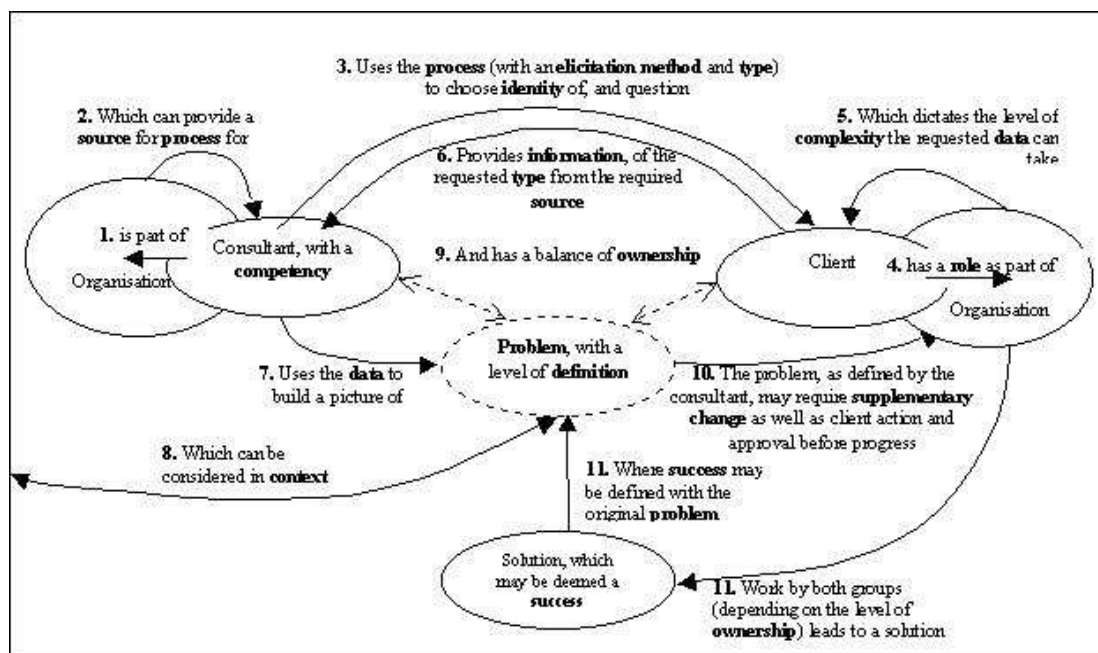 3. Uses the process (with an elicitation method and type)
to choose identity of, and question
2. Which can provide a
source for process for
5. Which dictates the level of
complexity the requested data can
take
6. Provides information, of the
requested type from the required
source
1. is part of
Organisation
Consultant, with a
competency
9. And has a balance of ownership
Client
4. has a role as part of
Organisation
Problem, with a
level of definition
7. Uses the data to
build a picture of
10. The problem, as defined by the
consultant, may require supplementary
change as well as client action and
approval before progress
8. Which can be
considered in context
11. Where success may
be defined with the
original problem
Solution, which
may be deemed a
success
11. Work by both groups
(depending on the level of
ownership) leads to a solution